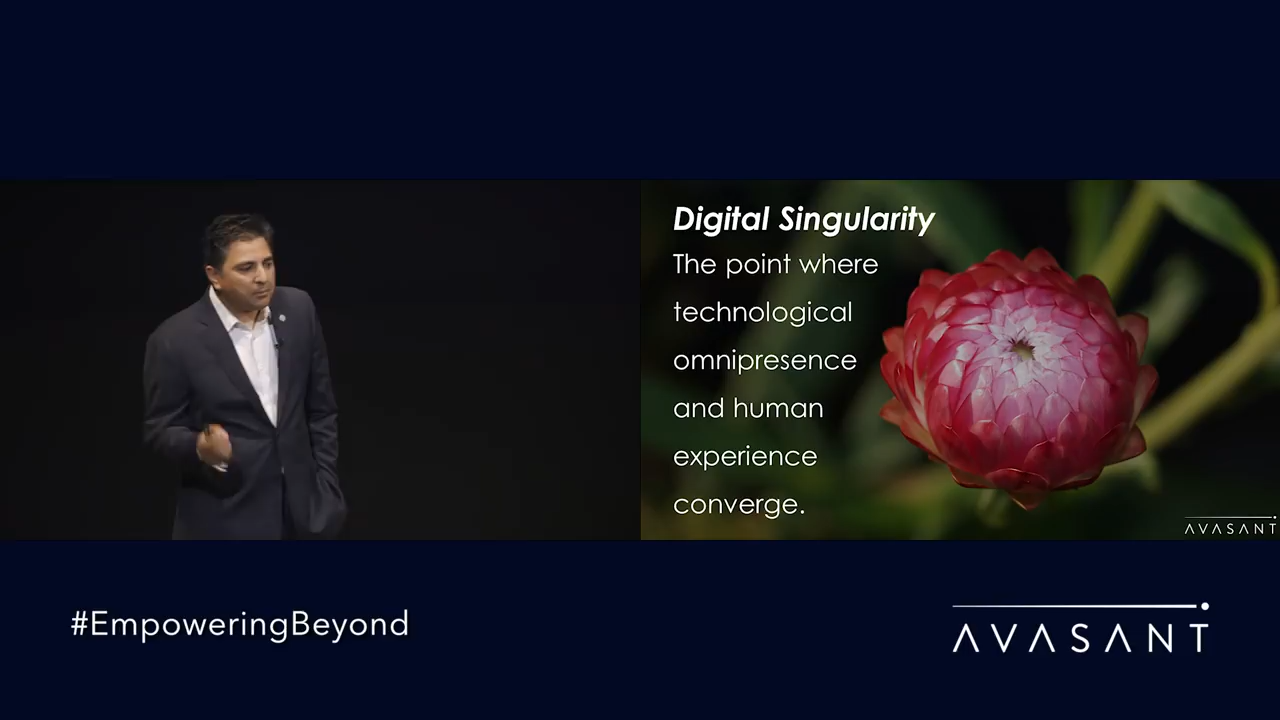 Digital Singularity
The point where
technological
omnipresence
and human
experience
converge.
AVASANT
#EmpoweringBeyond
AVASANT